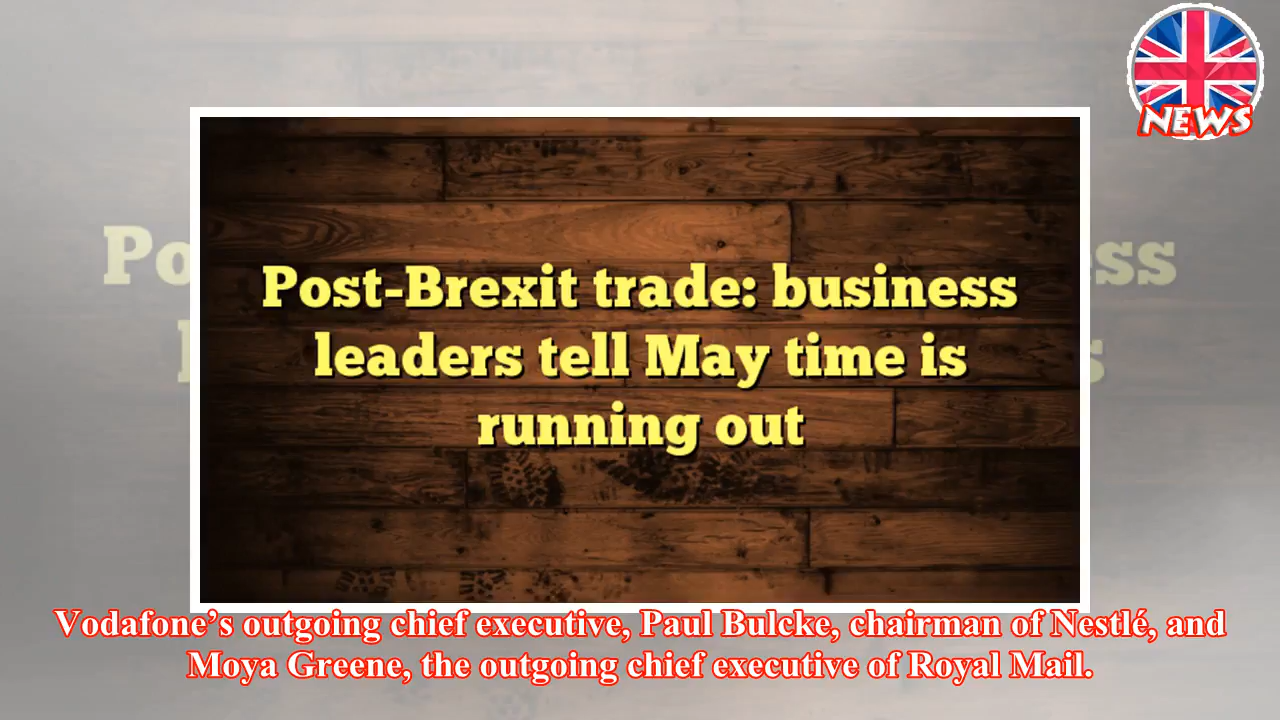 NEWS
Post-Brexit trade: business
leaders tell May time is
running out
Vodafone’s outgoing chief executive, Paul Bulcke, chairman of Nestlé, and
Moya Greene, the outgoing chief executive of Royal Mail.